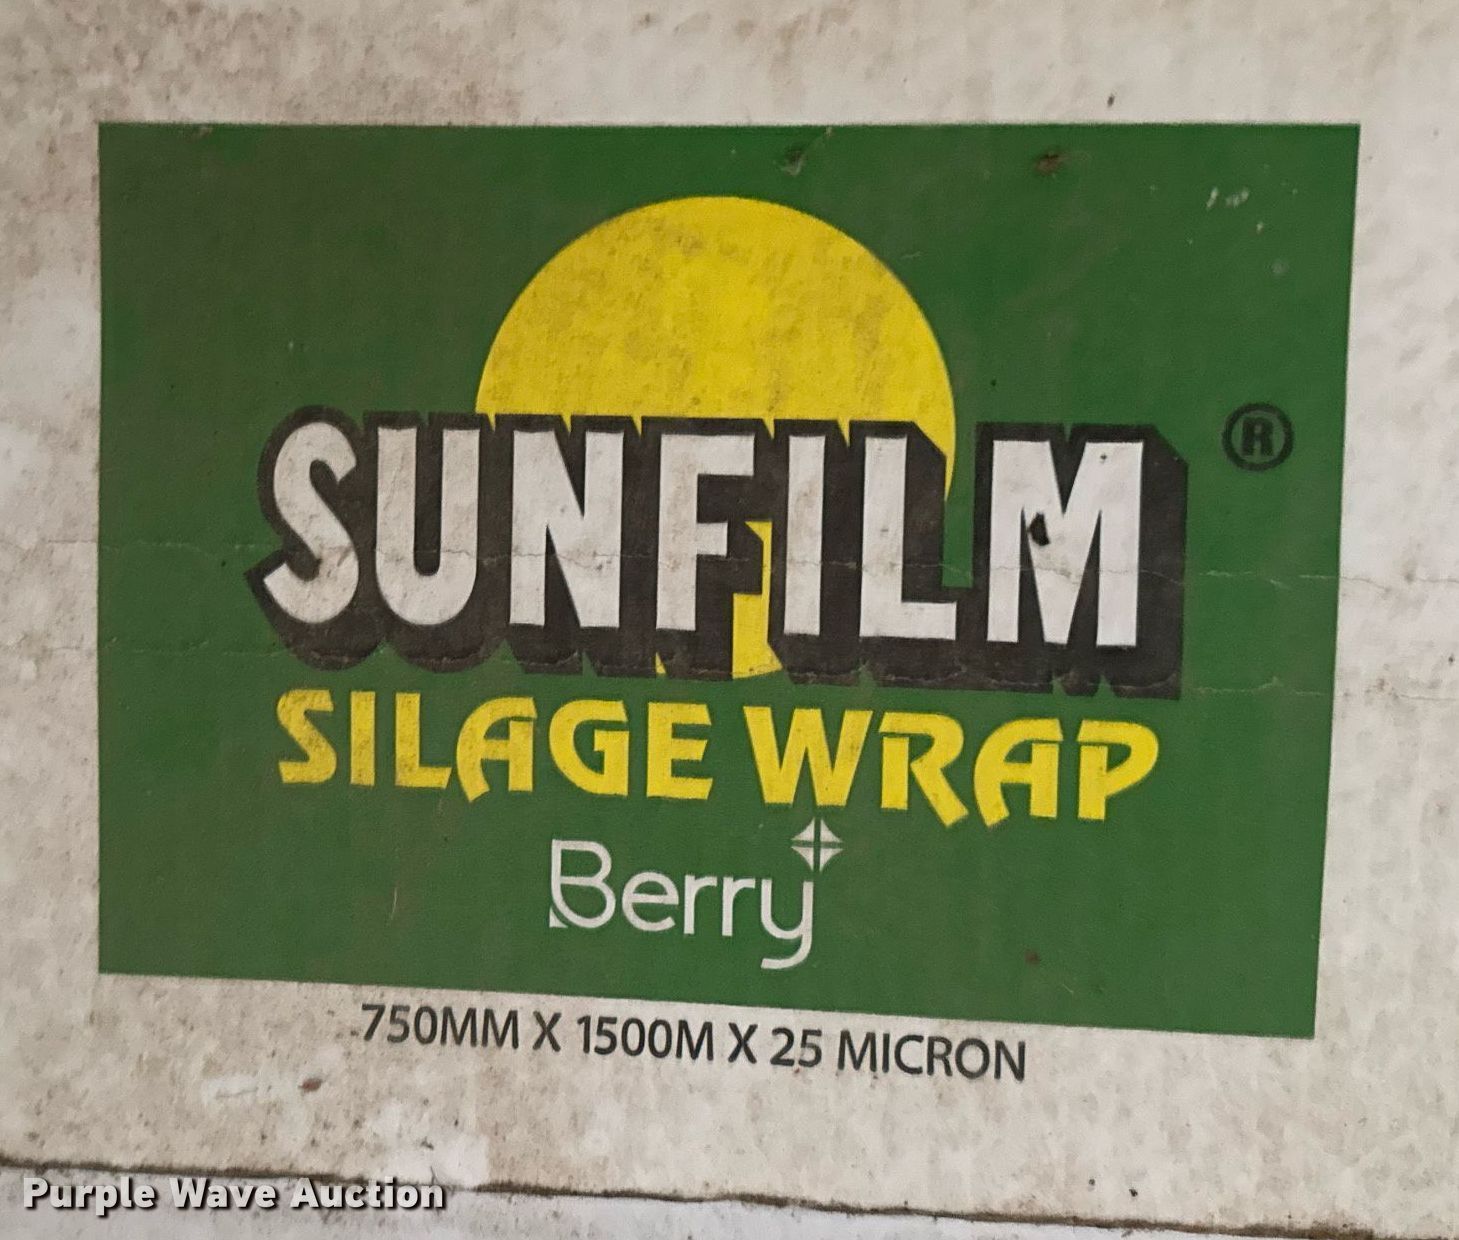 SUNFILM ®
SILAGE WRAP
Berry
750MM X 1500M X 25 MICRON
Purple Wave Auction